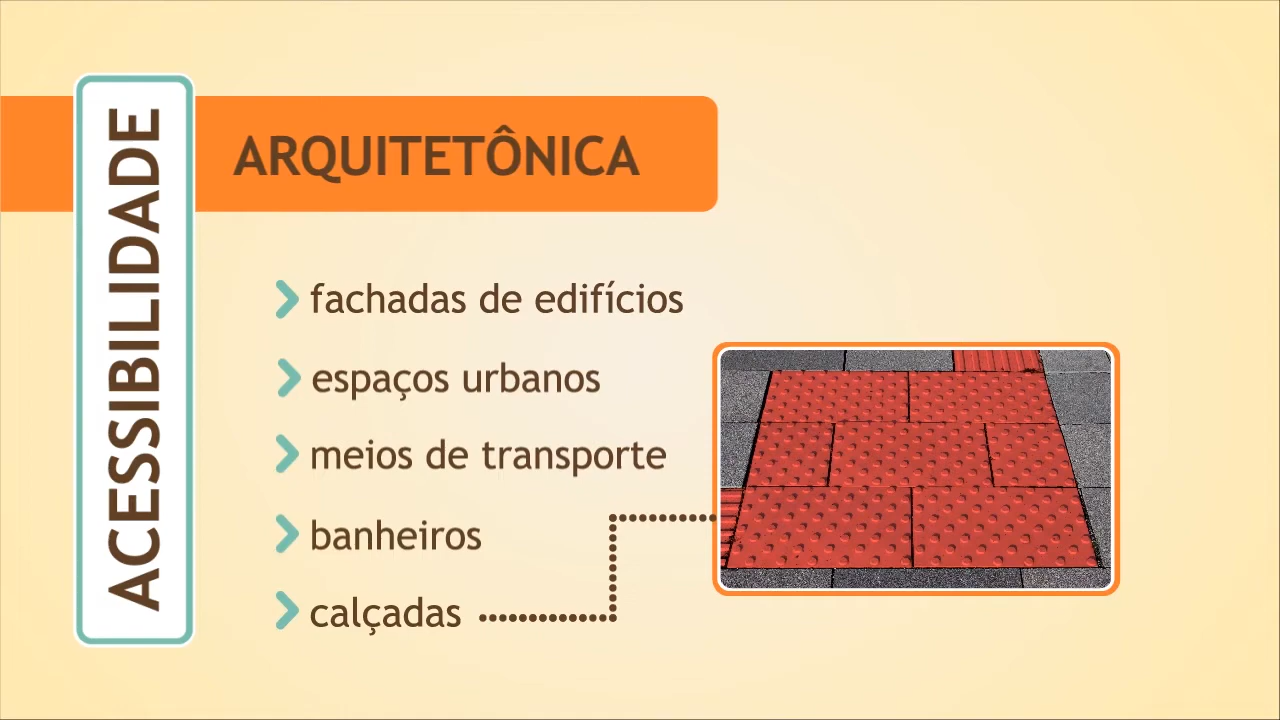 ACESSIBILIDADE
ARQUITETÔNICA
fachadas de edifícios
espaços urbanos
meios de transporte
banheiros
calçadas